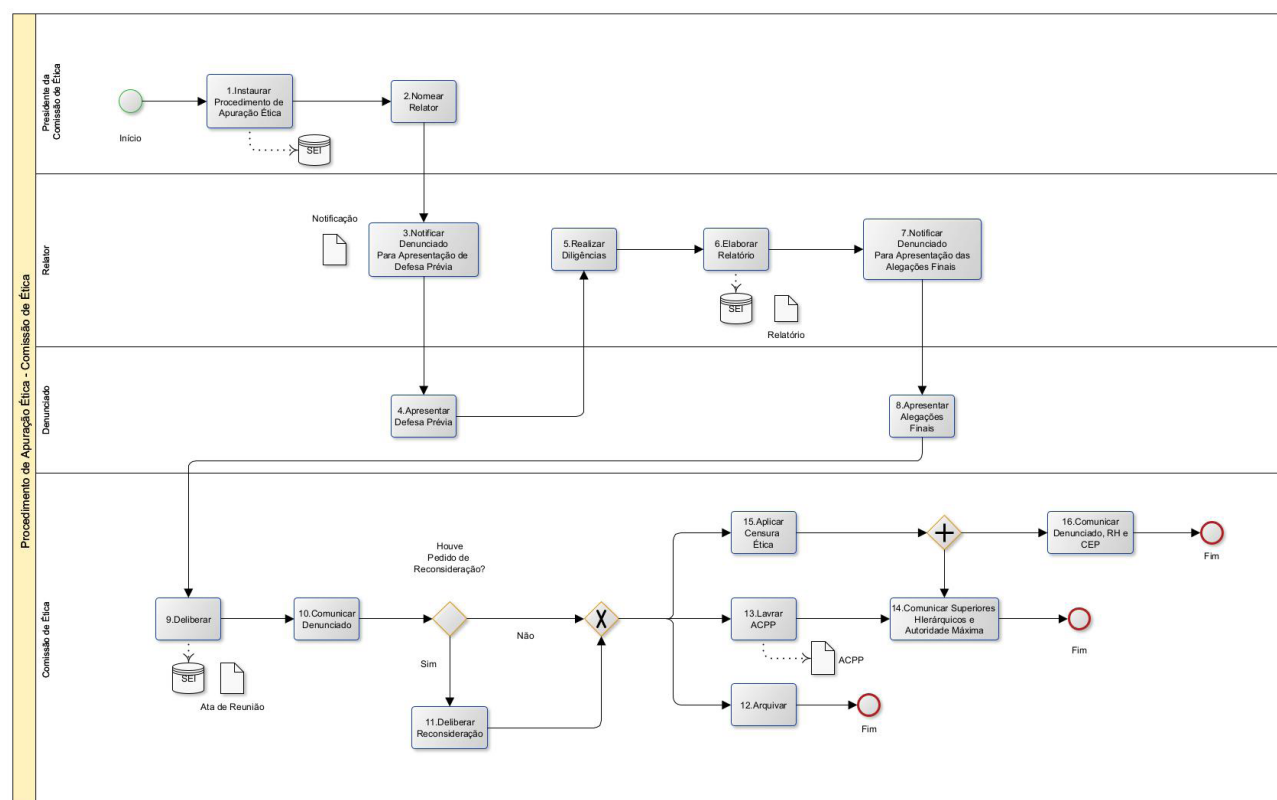 Procedimento de Apuração Ética - Comissão de Ética
Presidente da
Comissão de Ética
Início
1.Instaurar
Procedimento de
Apuração Ética
SEI
2.Nomear
Relator
Relator
Notificação
3.Notificar
Denunciado
Para Apresentação de
Defesa Prévia
5.Realizar
Diligências
6.Elaborar
Relatório
SEI
Relatório
7.Notificar
Denunciado
Para Apresentação das
Alegações Finais
Denunciado
4.Apresentar
Defesa Prévia
8.Apresentar
Alegações
Finais
Comissão de Ética
9.Deliberar
SEI
Ata de Reunião
10.Comunicar
Denunciado
Houve
Pedido de
Reconsideração?
Não
Sim
11.Deliberar
Reconsideração
15.Aplicar
Censura
Ética
16.Comunicar
Denunciado, RH e
CEP
Fim
13.Lavrar
ACPP
ACPP
14.Comunicar Superiores
HIerárquicos e
Autoridade Máxima
Fim
12.Arquivar
Fim